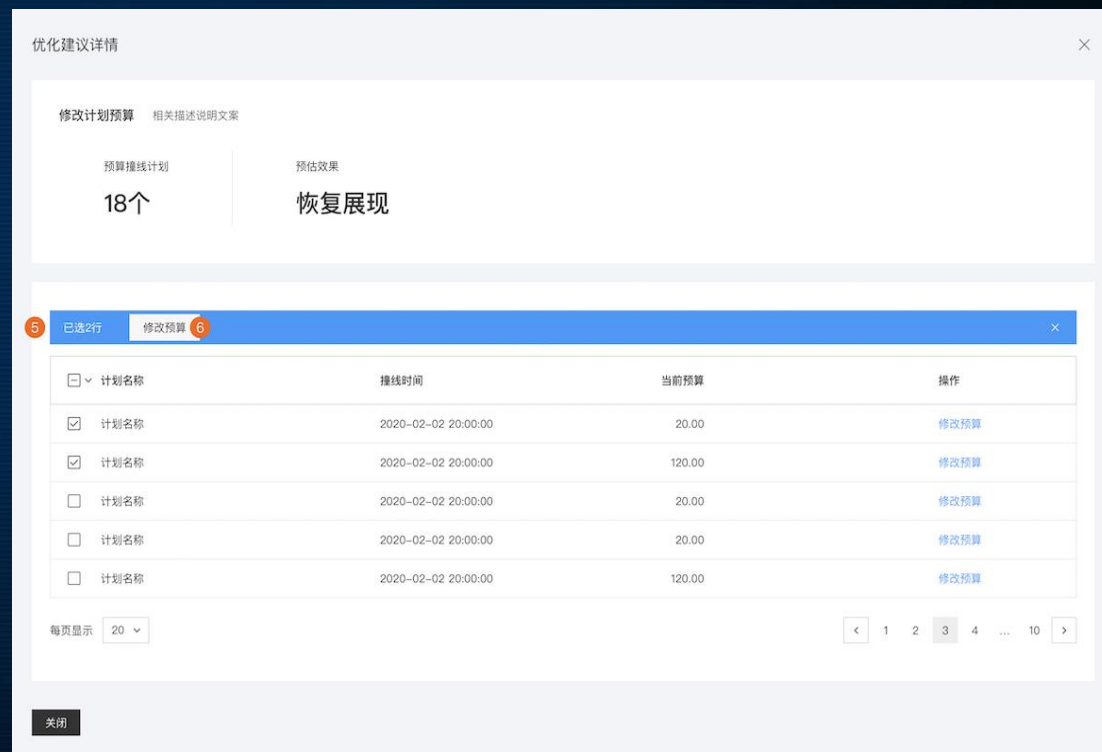 优化建议详情
修改计划预算 相关描述说明文案
预算撞线计划 预估效果
18个 恢复展现
5 已选2行 修改预算 6
计划名称 撞线时间 当前预算 操作
计划名称 2020-02-02 20:00:00 20.00 修改预算
计划名称 2020-02-02 20:00:00 120.00 修改预算
计划名称 2020-02-02 20:00:00 20.00 修改预算
计划名称 2020-02-02 20:00:00 20.00 修改预算
计划名称 2020-02-02 20:00:00 120.00 修改预算
每页显示 20 1 2 3 4 ... 10
关闭